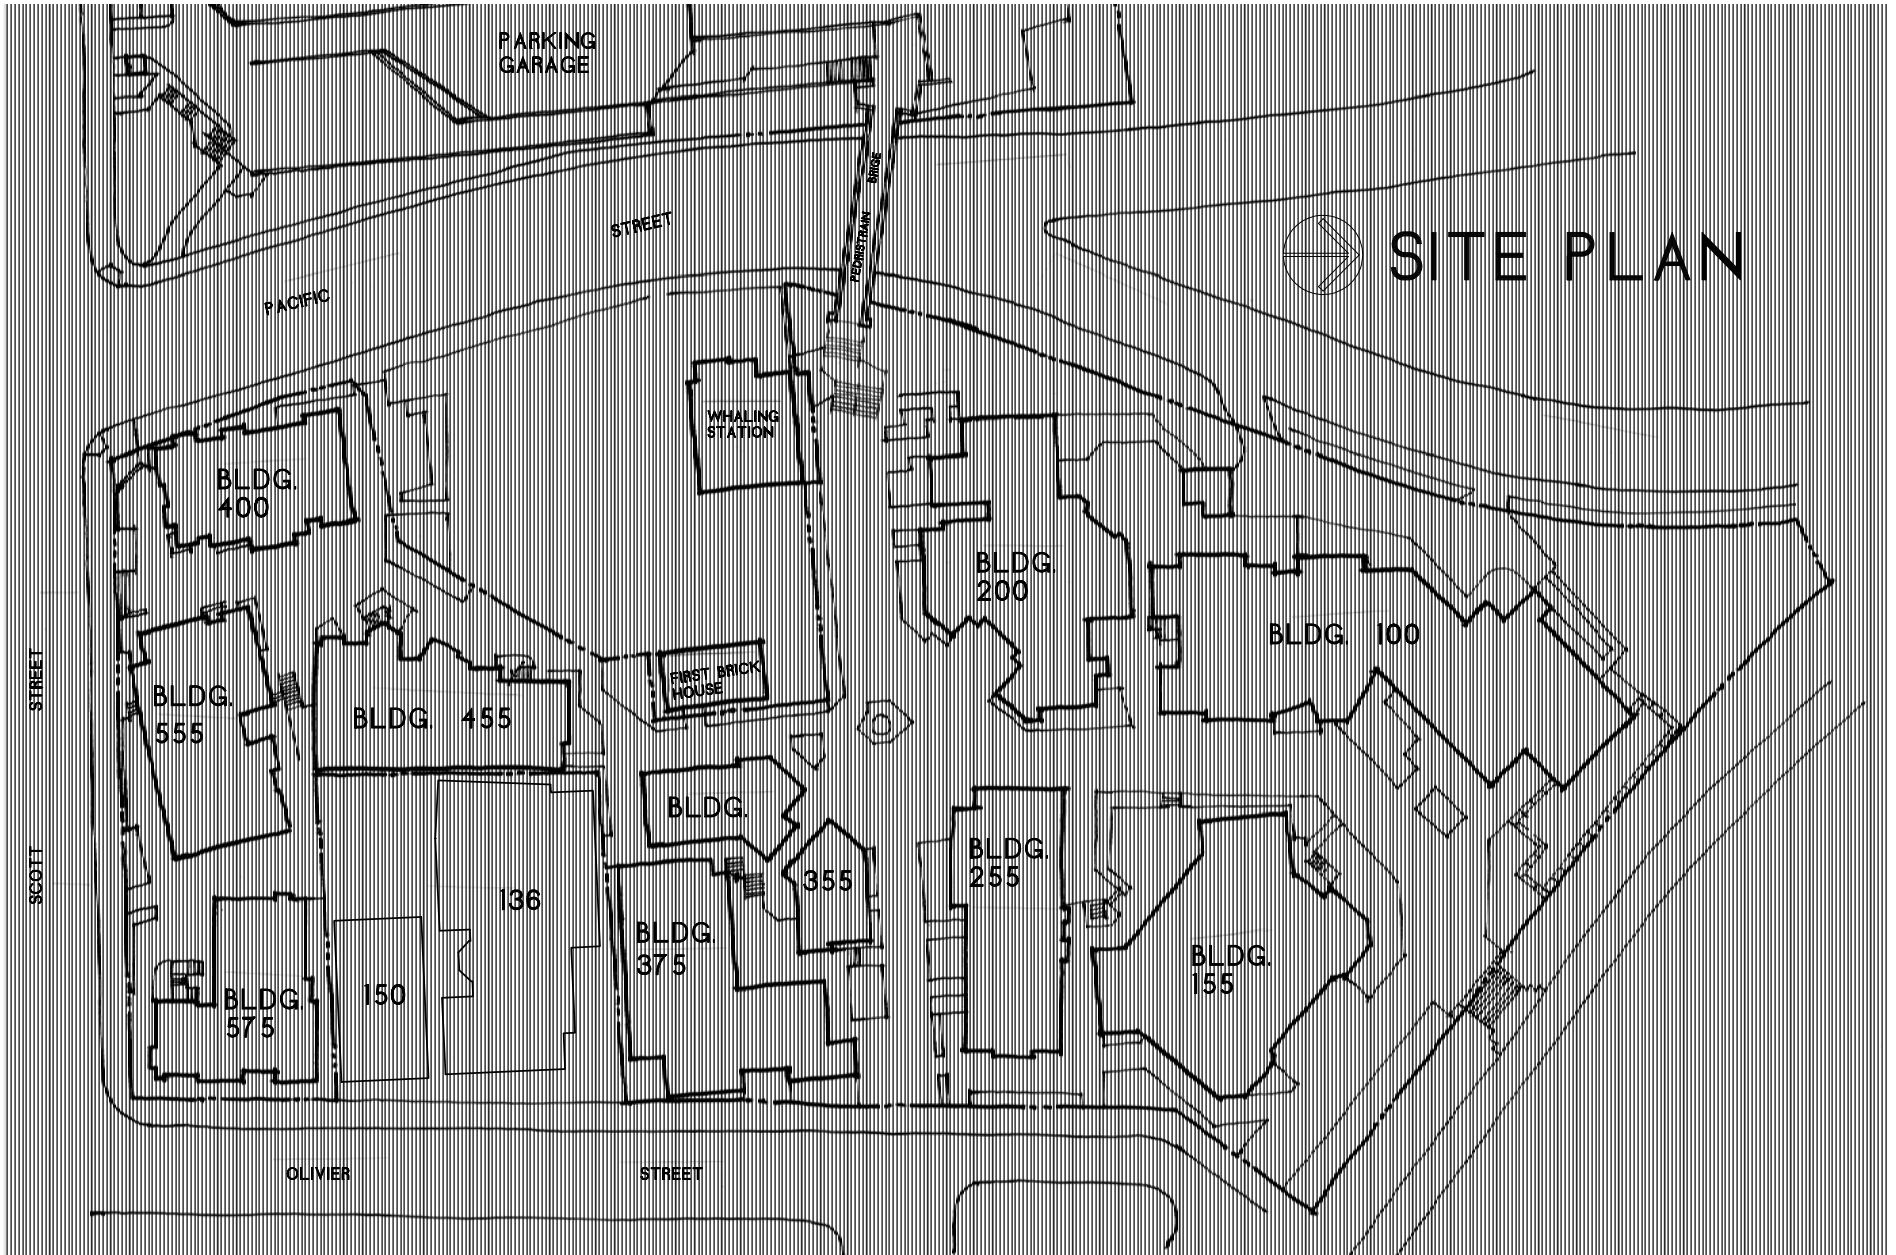 PARKING
GARAGE
PEDRISTRAIN BRIGE
PACIFIC STREET
SITE PLAN
WHALING
STATION
BLDG.
400
BLDG.
200
BLDG. 100
FIRST BRICK
HOUSE
BLDG.
555
BLDG. 455
BLDG.
355
BLDG.
255
136
BLDG.
375
BLDG.
155
150
BLDG.
575
SCOTT STREET
OLIVIER STREET